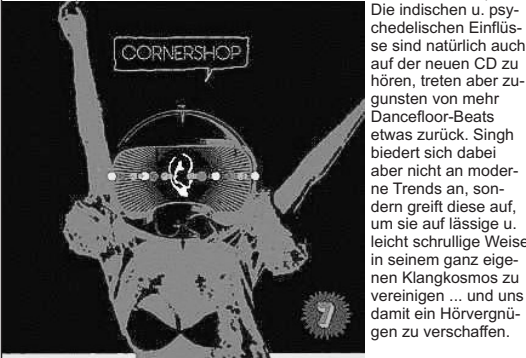 CORNERSHOP
Die indischen u. psy-
chedelischen Einflüs-
se sind natürlich auch
auf der neuen CD zu
hören, treten aber zu-
gunsten von mehr
Dancefloor-Beats
etwas zurück. Singh
biedert sich dabei
aber nicht an moder-
ne Trends an, son-
dern greift diese auf,
um sie auf lässige u.
leicht schrullige Weise
in seinem ganz eige-
nen Klangkosmos zu
vereinigen ... und uns
damit ein Hörvergnü-
gen zu verschaffen.